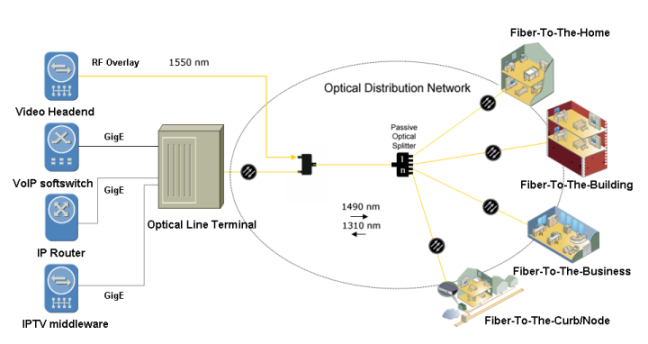 Fiber-To-The-Home
RF Overlay
1550 nm
Optical Distribution Network
Video Headend
GigE
Passive
Optical
Splitter
1
n
VoIP softswitch
GigE
Fiber-To-The-Building
Optical Line Terminal
1490 nm
1310 nm
IP Router
Fiber-To-The-Business
GigE
IPTV middleware
Fiber-To-The-Curb/Node